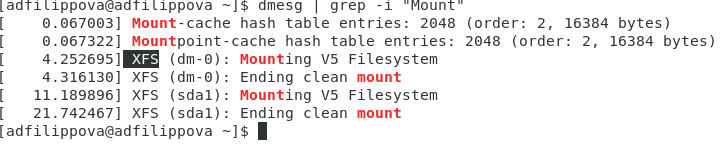 [adfilippova@adfilippova ~]$ dmesg | grep -i "Mount"
[    0.067003] Mount-cache hash table entries: 2048 (order: 2, 16384 bytes)
[    0.067322] Mountpoint-cache hash table entries: 2048 (order: 2, 16384 bytes)
[    4.252695] XFS (dm-0): Mounting V5 Filesystem
[    4.316130] XFS (dm-0): Ending clean mount
[   11.189896] XFS (sda1): Mounting V5 Filesystem
[   21.742467] XFS (sda1): Ending clean mount
[adfilippova@adfilippova ~]$